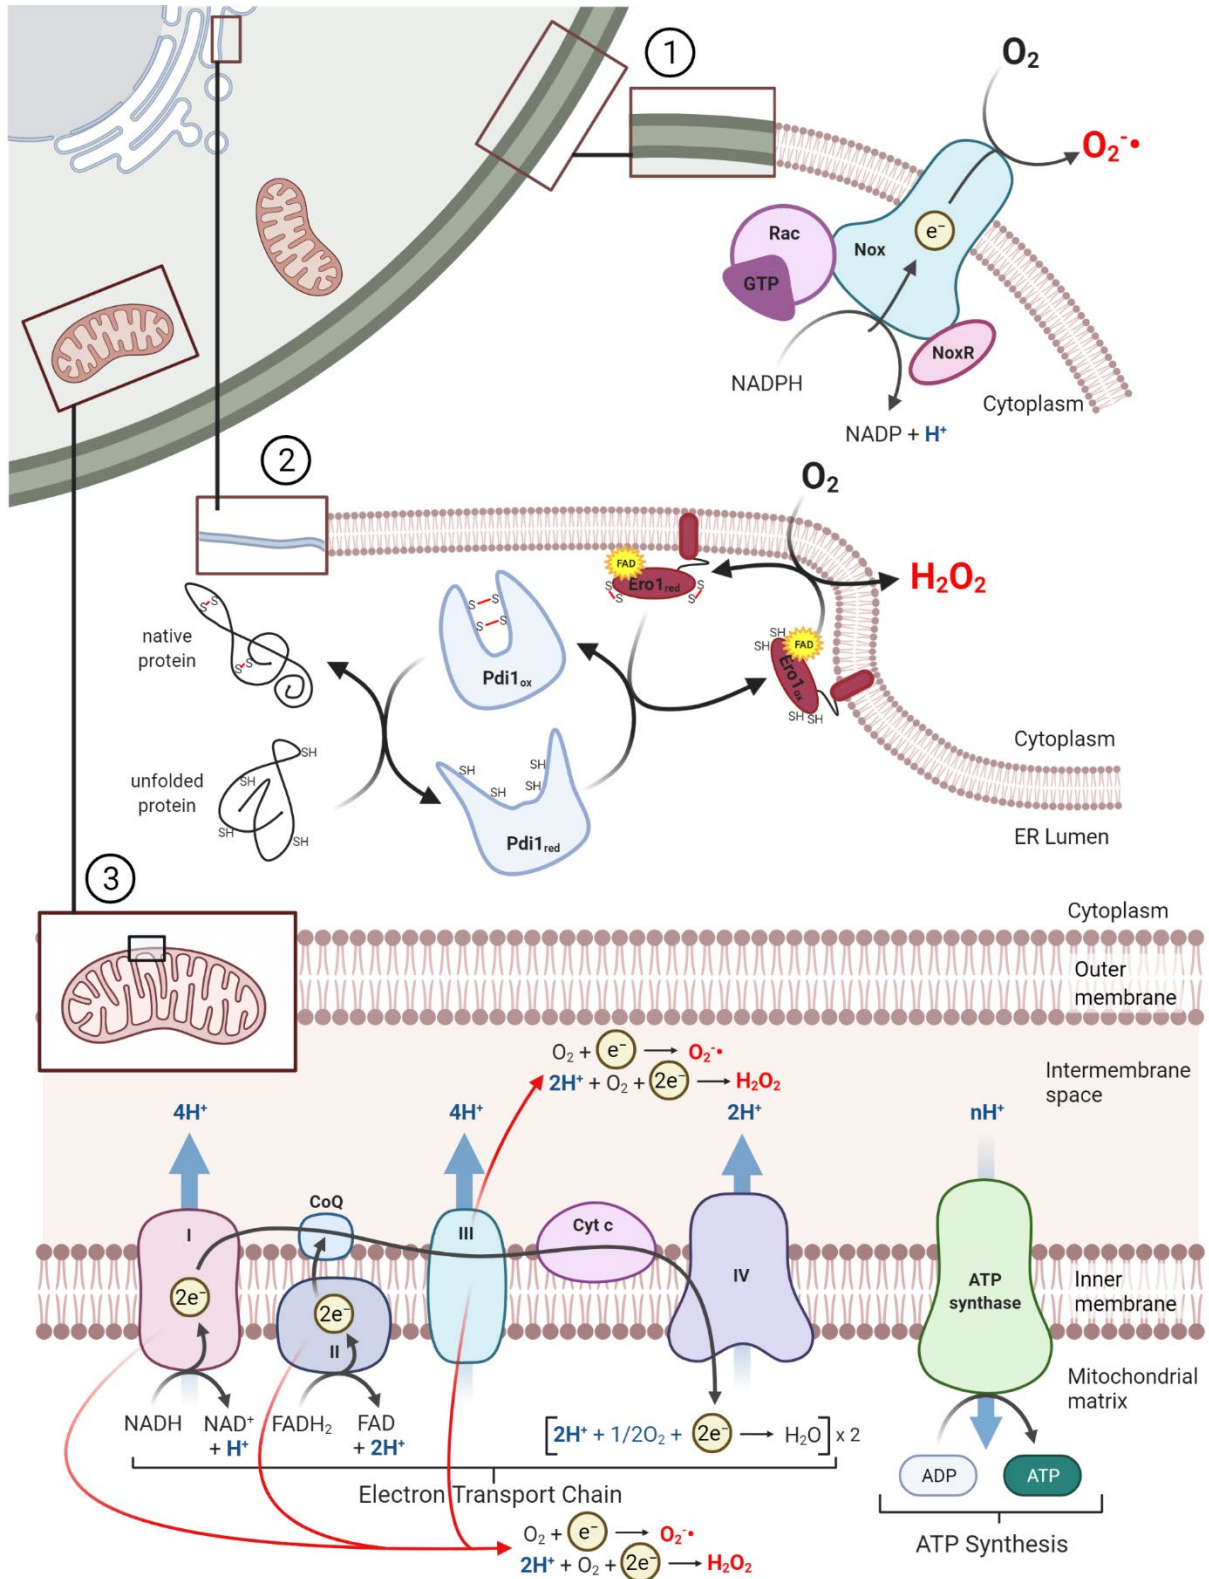 1
O₂
O₂⁻•
Rac
GTP
Nox
e⁻
NoxR
NADPH
NADP + H⁺
Cytoplasm
2
O₂
H₂O₂
FAD
Ero1red
S
S
S
S
SH
FAD
Ero1ox
SH
SH SH
native
protein
S
S
S
S
S
S
S
S
Pdi1ox
unfolded
protein
SH
SH
SH
SH
SH
SH
SH
SH
Pdi1red
Cytoplasm
ER Lumen
3
Cytoplasm
Outer
membrane
Intermembrane
space
O₂ + e⁻ → O₂⁻•
2H⁺ + O₂ + 2e⁻ → H₂O₂
4H⁺
4H⁺
2H⁺
nH⁺
I
CoQ
III
Cyt c
IV
2e⁻
2e⁻
II
ATP
synthase
Inner
membrane
Mitochondrial
matrix
NADH
NAD⁺
+ H⁺
FADH₂
FAD
+ 2H⁺
[2H⁺ + 1/2O₂ + 2e⁻ → H₂O] x 2
ADP
ATP
Electron Transport Chain
ATP Synthesis
O₂ + e⁻ → O₂⁻•
2H⁺ + O₂ + 2e⁻ → H₂O₂